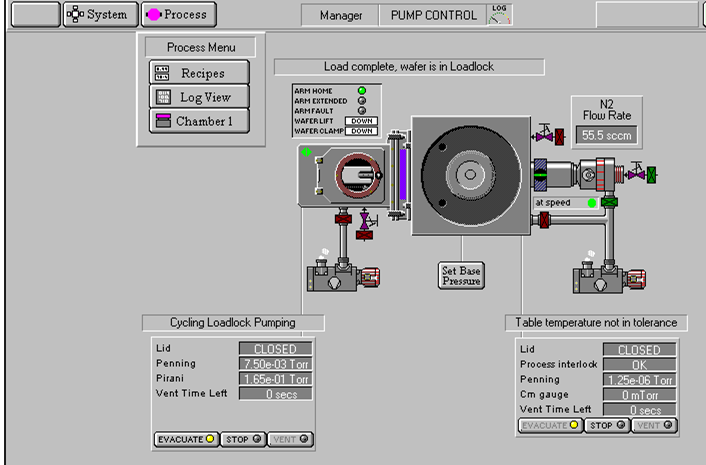 System
Process
Manager
PUMP CONTROL
LOG
Process Menu
Recipes
Log View
Chamber 1
Load complete, wafer is in Loadlock
ARM HOME
ARM EXTENDED
ARM FAULT
WAFER LIFT DOWN
WAFER CLAMP DOWN
N2
Flow Rate
55.5 sccm
at speed
Set Base
Pressure
Cycling Loadlock Pumping
Lid CLOSED
Penning 7.50e-03 Torr
Pirani 1.65e-01 Torr
Vent Time Left 0 secs
EVACUATE STOP VENT
Table temperature not in tolerance
Lid CLOSED
Process interlock OK
Penning 1.25e-06 Torr
Cm gauge 0 mTorr
Vent Time Left 0 secs
EVACUATE STOP VENT